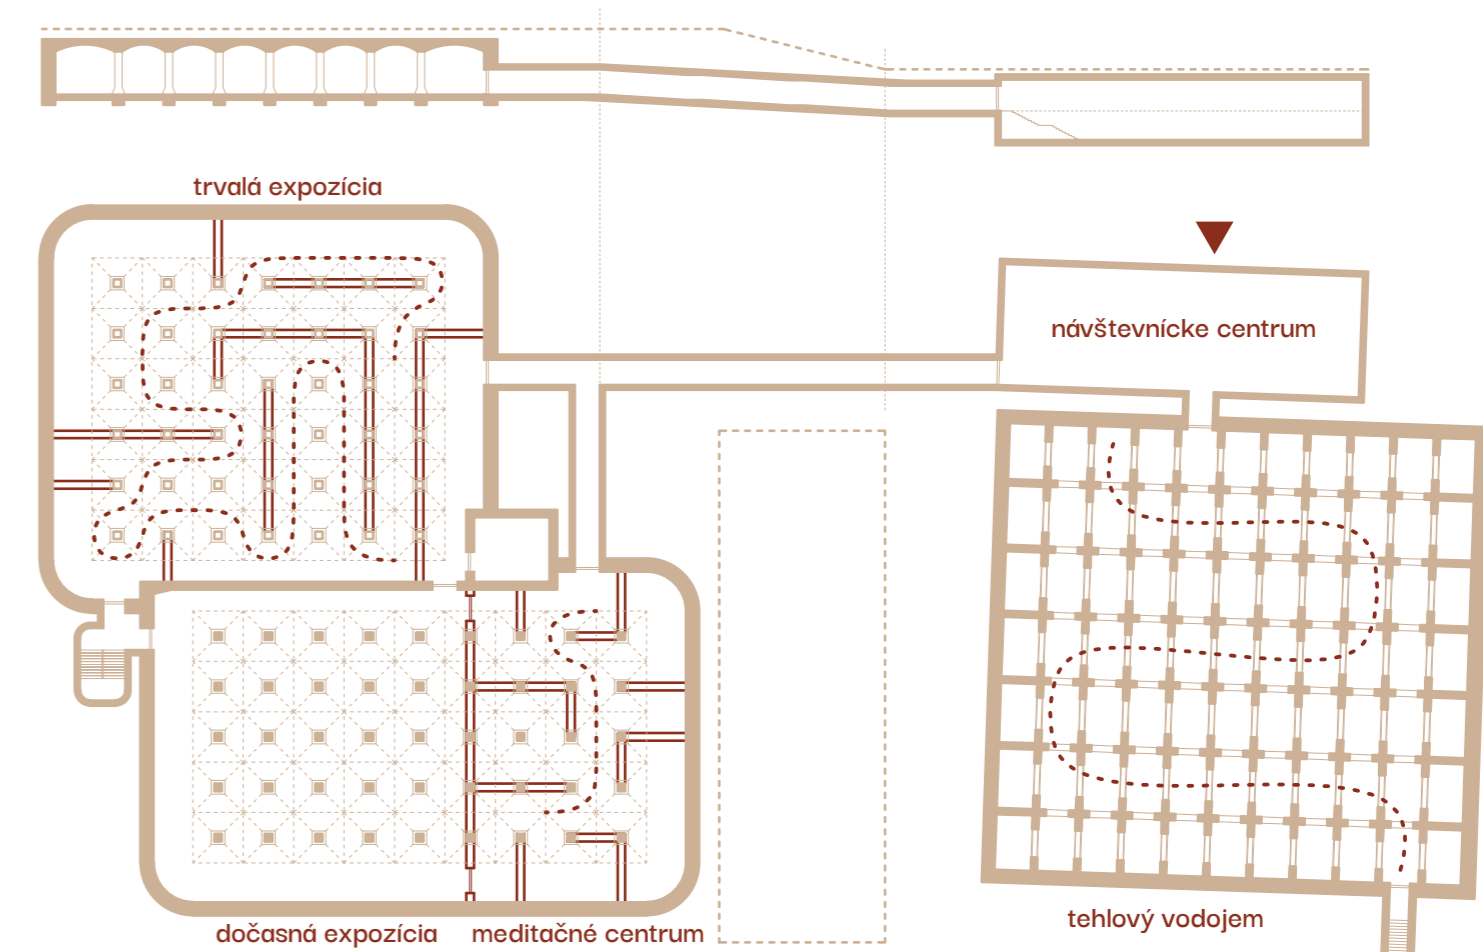 trvalá expozícia
návštevnícke centrum
dočasná expozícia
meditačné centrum
tehlový vodojem